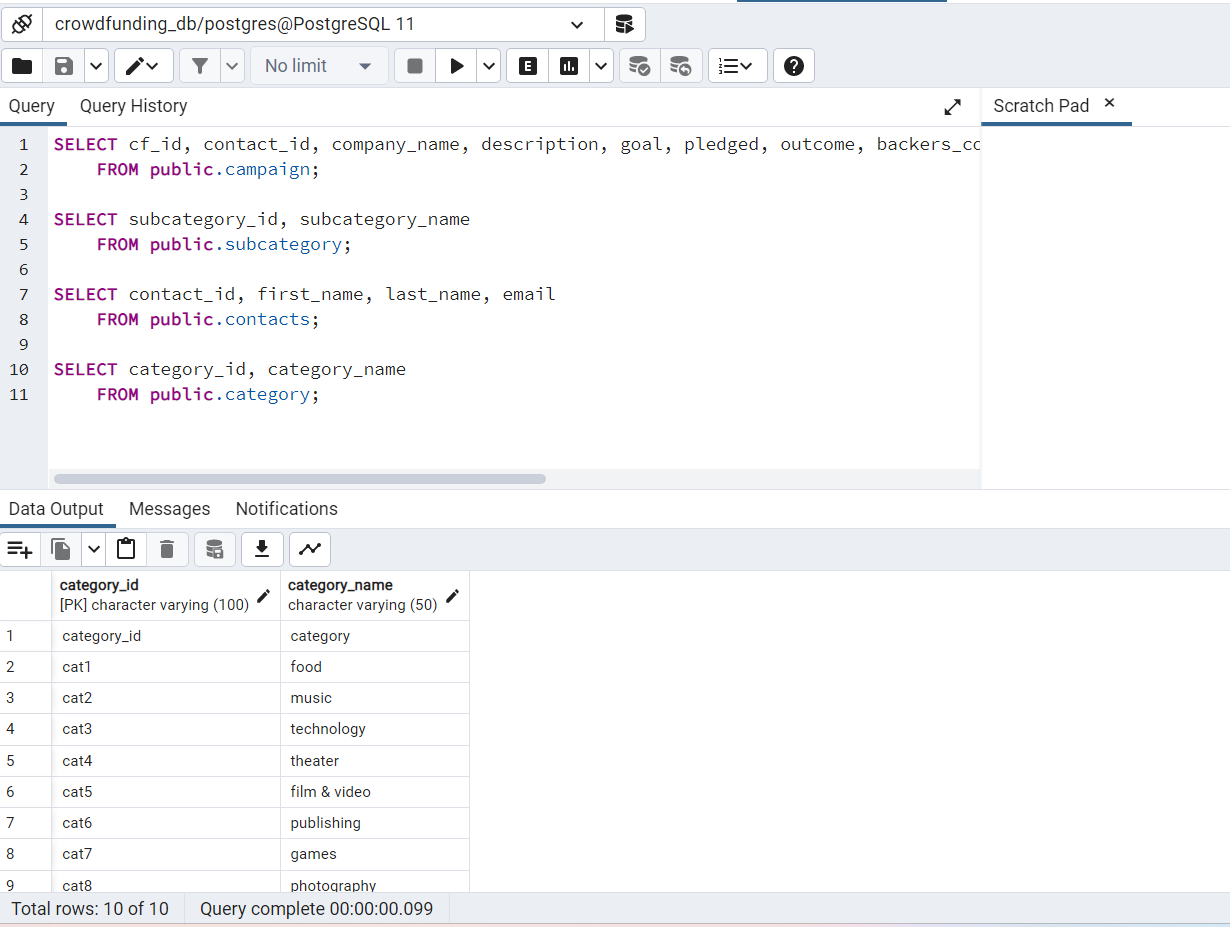 crowdfunding_db/postgres@PostgreSQL 11
No limit
E
Query Query History
Scratch Pad
1 SELECT cf_id, contact_id, company_name, description, goal, pledged, outcome, backers_co
2 FROM public.campaign;
3
4 SELECT subcategory_id, subcategory_name
5 FROM public.subcategory;
6
7 SELECT contact_id, first_name, last_name, email
8 FROM public.contacts;
9
10 SELECT category_id, category_name
11 FROM public.category;
Data Output Messages Notifications
category_id category_name
[PK] character varying (100) character varying (50)
1 category_id category
2 cat1 food
3 cat2 music
4 cat3 technology
5 cat4 theater
6 cat5 film & video
7 cat6 publishing
8 cat7 games
9 cat8 photography
Total rows: 10 of 10 Query complete 00:00:00.099